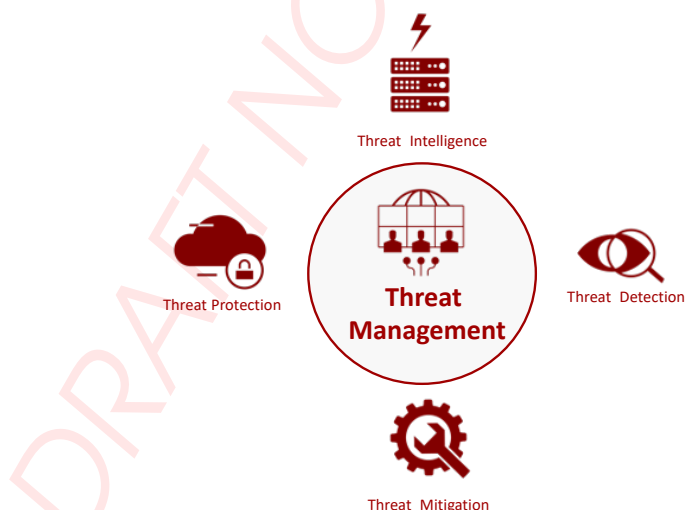 Threat Intelligence
Threat Protection
Threat
Management
Threat Detection
Threat Mitigation
DRAFT NO